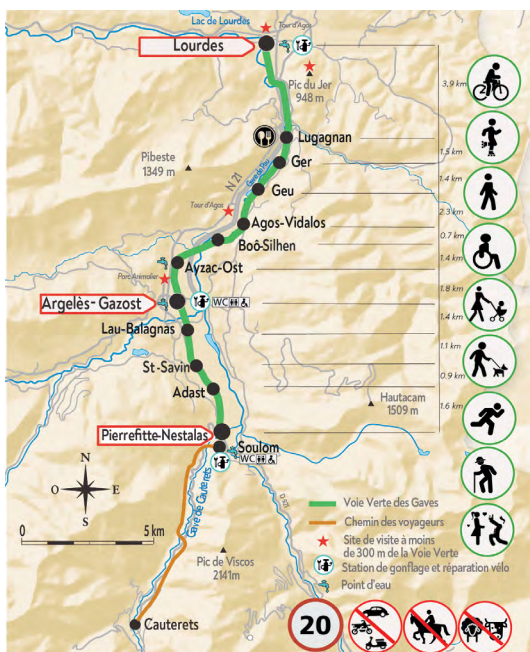 Lac de Lourdes
Tour d'Agos
Lourdes
Pic du Jer
948 m
3,9 km
Lugagnan
1.5 km
Ger
Pibeste
1349 m
N 21
Gave de Pau
1.4 km
Geu
Tour d'Agos
2.3 km
Agos-Vidalos
0.7 km
Boô-Silhen
1.4 km
Ayzac-Ost
Parc Animalier
1.8 km
Argelès-Gazost
WC
1.4 km
Lau-Balagnas
1.1 km
St-Savin
0.9 km
Adast
Hautacam
1509 m
1.6 km
Pierrefitte-Nestalas
Soulom
WC
N
O
E
S
0
5 km
Gave de Cauterets
D 921
Voie Verte des Gaves
Chemin des voyageurs
Site de visite à moins
de 300 m de la Voie Verte
Station de gonflage et réparation vélo
Point d'eau
Pic de Viscos
2141m
Cauterets
20